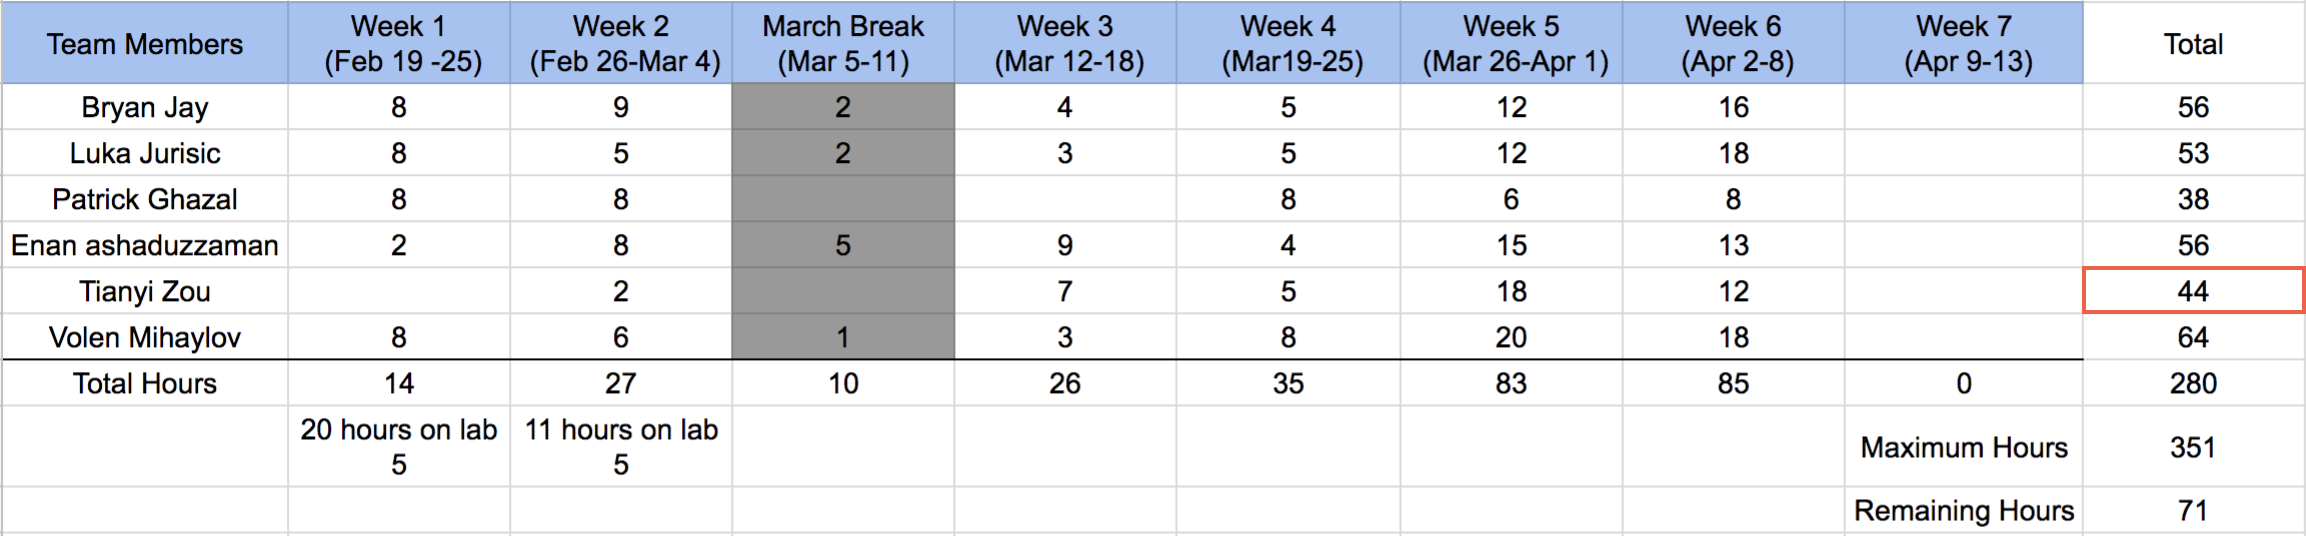 Team Members Week 1 Week 2 March Break Week 3 Week 4 Week 5 Week 6 Week 7 Total
(Feb 19 -25) (Feb 26-Mar 4) (Mar 5-11) (Mar 12-18) (Mar19-25) (Mar 26-Apr 1) (Apr 2-8) (Apr 9-13)
Bryan Jay 8 9 2 4 5 12 16 56
Luka Jurisic 8 5 2 3 5 12 18 53
Patrick Ghazal 8 8 8 6 8 38
Enan ashaduzzaman 2 8 5 9 4 15 13 56
Tianyi Zou 2 7 5 18 12 44
Volen Mihaylov 8 6 1 3 8 20 18 64
Total Hours 14 27 10 26 35 83 85 0 280
20 hours on lab 11 hours on lab
5 5
Maximum Hours 351
Remaining Hours 71